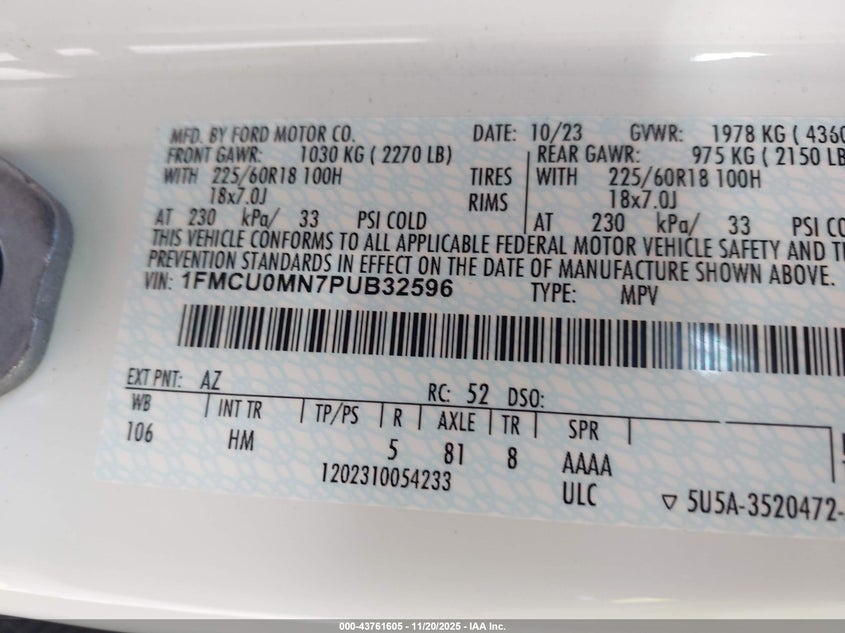 MFD. BY FORD MOTOR CO. DATE: 10/23 GVWR: 1978 KG ( 4360
FRONT GAWR: 1030 KG ( 2270 LB) REAR GAWR: 975 KG ( 2150 LB
WITH 225/60R18 100H TIRES WITH 225/60R18 100H
18x7.0J RIMS 18x7.0J
AT 230 kPa/ 33 PSI COLD AT 230 kPa/ 33 PSI CO
THIS VEHICLE CONFORMS TO ALL APPLICABLE FEDERAL MOTOR VEHICLE SAFETY AND
PREVENTION STANDARDS IN EFFECT ON THE DATE OF MANUFACTURE SHOWN ABOVE.
VIN: 1FMCU0MN7PUB32596 TYPE: MPV
EXT PNT: AZ RC: 52 DSO:
WB INT TR TP/PS R AXLE TR SPR
106 HM 5 81 8 AAAA
1202310054233 ULC 5U5A-3520472-
000-43761605 - 11/20/2025 - IAA Inc.